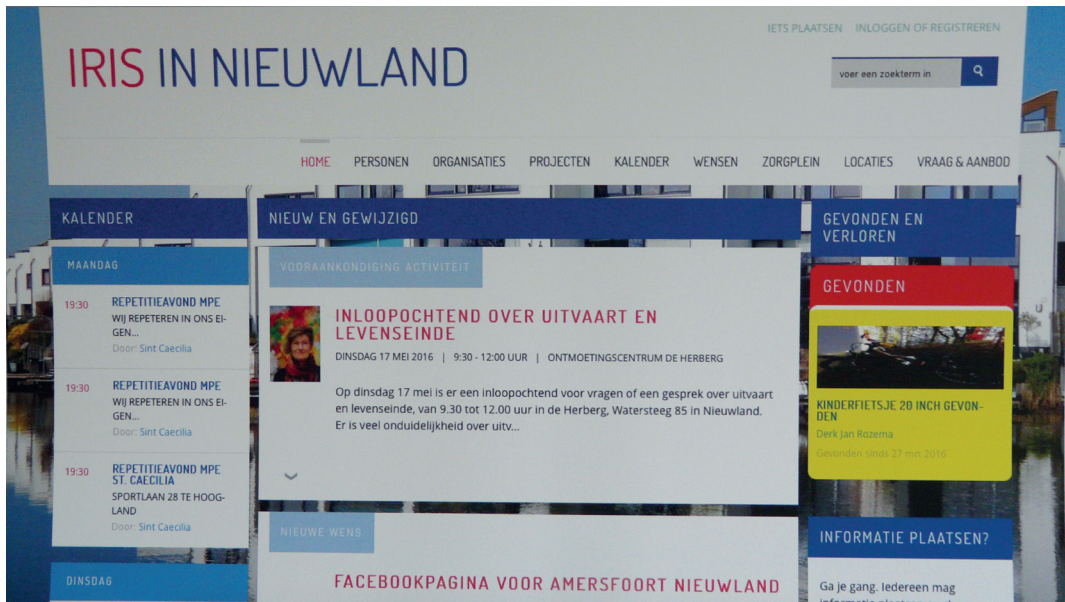 IETS PLAATSEN INLOGGEN OF REGISTREREN
IRIS IN NIEUWLAND
voer een zoekterm in
HOME PERSONEN ORGANISATIES PROJECTEN KALENDER WENSEN ZORGPLEIN LOCATIES VRAAG & AANBOD
KALENDER
MAANDAG
19:30 REPETITIEAVOND MPE
WIJ REPETEREN IN ONS EI-
GEN...
Door: Sint Caecilia
19:30 REPETITIEAVOND MPE
WIJ REPETEREN IN ONS EI-
GEN...
Door: Sint Caecilia
19:30 REPETITIEAVOND MPE
ST. CAECILIA
SPORTLAAN 28 TE HOOG-
LAND
Door: Sint Caecilia
DINSDAG
NIEUW EN GEWIJZIGD
VOORAANKONDIGING ACTIVITEIT
INLOOPOCHTEND OVER UITVAART EN
LEVENSEINDE
DINSDAG 17 MEI 2016 | 9:30 - 12:00 UUR | ONTMOETINGSCENTRUM DE HERBERG
Op dinsdag 17 mei is er een inloopochtend voor vragen of een gesprek over uitvaart
en levenseinde, van 9.30 tot 12.00 uur in de Herberg, Watersteeg 85 in Nieuwland.
Er is veel onduidelijkheid over uitv...
NIEUWE WENS
FACEBOOKPAGINA VOOR AMERSFOORT NIEUWLAND
GEVONDEN EN
VERLOREN
GEVONDEN
KINDERFIETSJE 20 INCH GEVON-
DEN
Derk Jan Rozema
Gevonden sinds 27 mrt 2016
INFORMATIE PLAATSEN?
Ga je gang. Iedereen mag